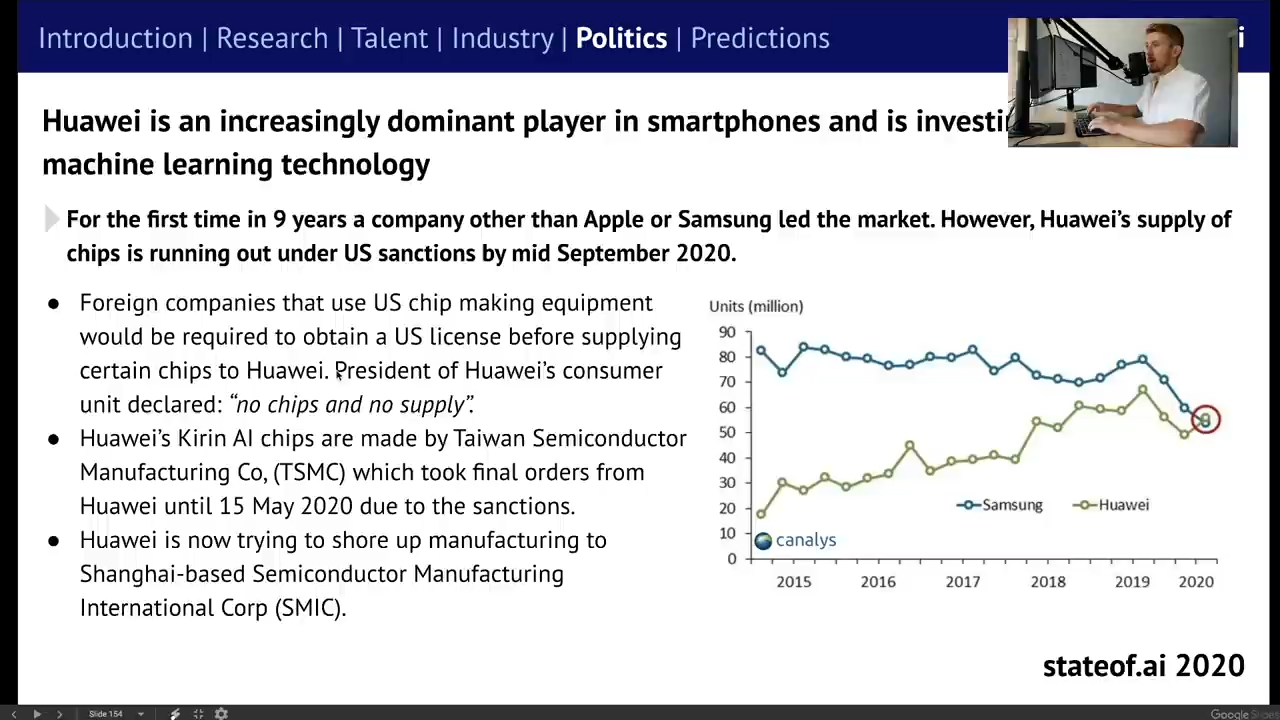 Introduction | Research | Talent | Industry | Politics | Predictions
i
Huawei is an increasingly dominant player in smartphones and is
machine learning technology
For the first time in 9 years a company other than Apple or Samsung led the market. However, Huawei's supply of
chips is running out under US sanctions by mid September 2020.
● Foreign companies that use US chip making equipment
would be required to obtain a US license before supplying
certain chips to Huawei. President of Huawei's consumer
unit declared: “no chips and no supply”.
● Huawei's Kirin AI chips are made by Taiwan Semiconductor
Manufacturing Co, (TSMC) which took final orders from
Huawei until 15 May 2020 due to the sanctions.
● Huawei is now trying to shore up manufacturing to
Shanghai-based Semiconductor Manufacturing
International Corp (SMIC).
Units (million)
90
80
70
60
50
40
30
20
10
0
Samsung Huawei
canalys
2015 2016 2017 2018 2019 2020
stateof.ai 2020
Slide 154
Google Slides